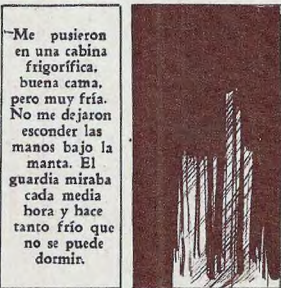 —Me pusieron
en una cabina
frigorífica,
buena cama,
pero muy fría.
No me dejaron
esconder las
manos bajo la
manta. El
guardia miraba
cada media
hora y hace
tanto frío que
no se puede
dormir.